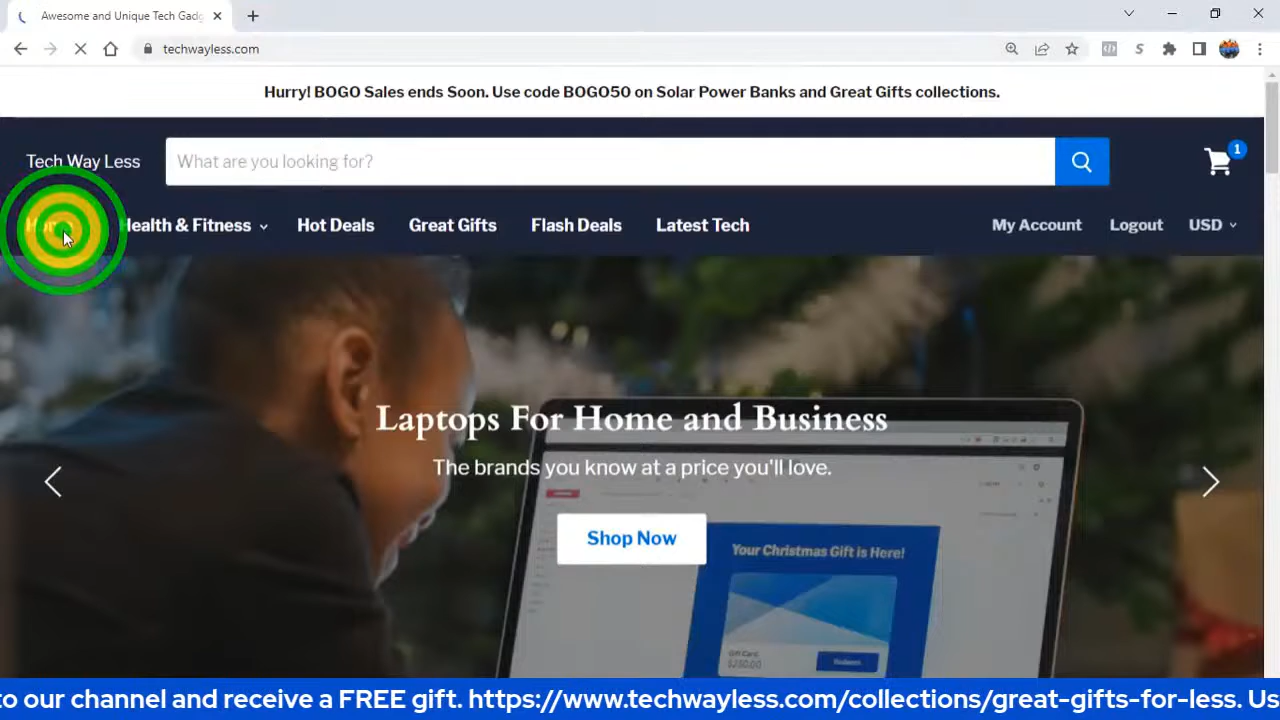 Awesome and Unique Tech Gadg
techwayless.com
Hurry! BOGO Sales ends Soon. Use code BOGO50 on Solar Power Banks and Great Gifts collections.
Tech Way Less
What are you looking for?
1
Health & Fitness
Hot Deals
Great Gifts
Flash Deals
Latest Tech
My Account
Logout
USD
Laptops For Home and Business
The brands you know at a price you'll love.
Shop Now
Your Christmas Gift is Here!
Gift Card
Redeem
to our channel and receive a FREE gift. https://www.techwayless.com/collections/great-gifts-for-less. Us